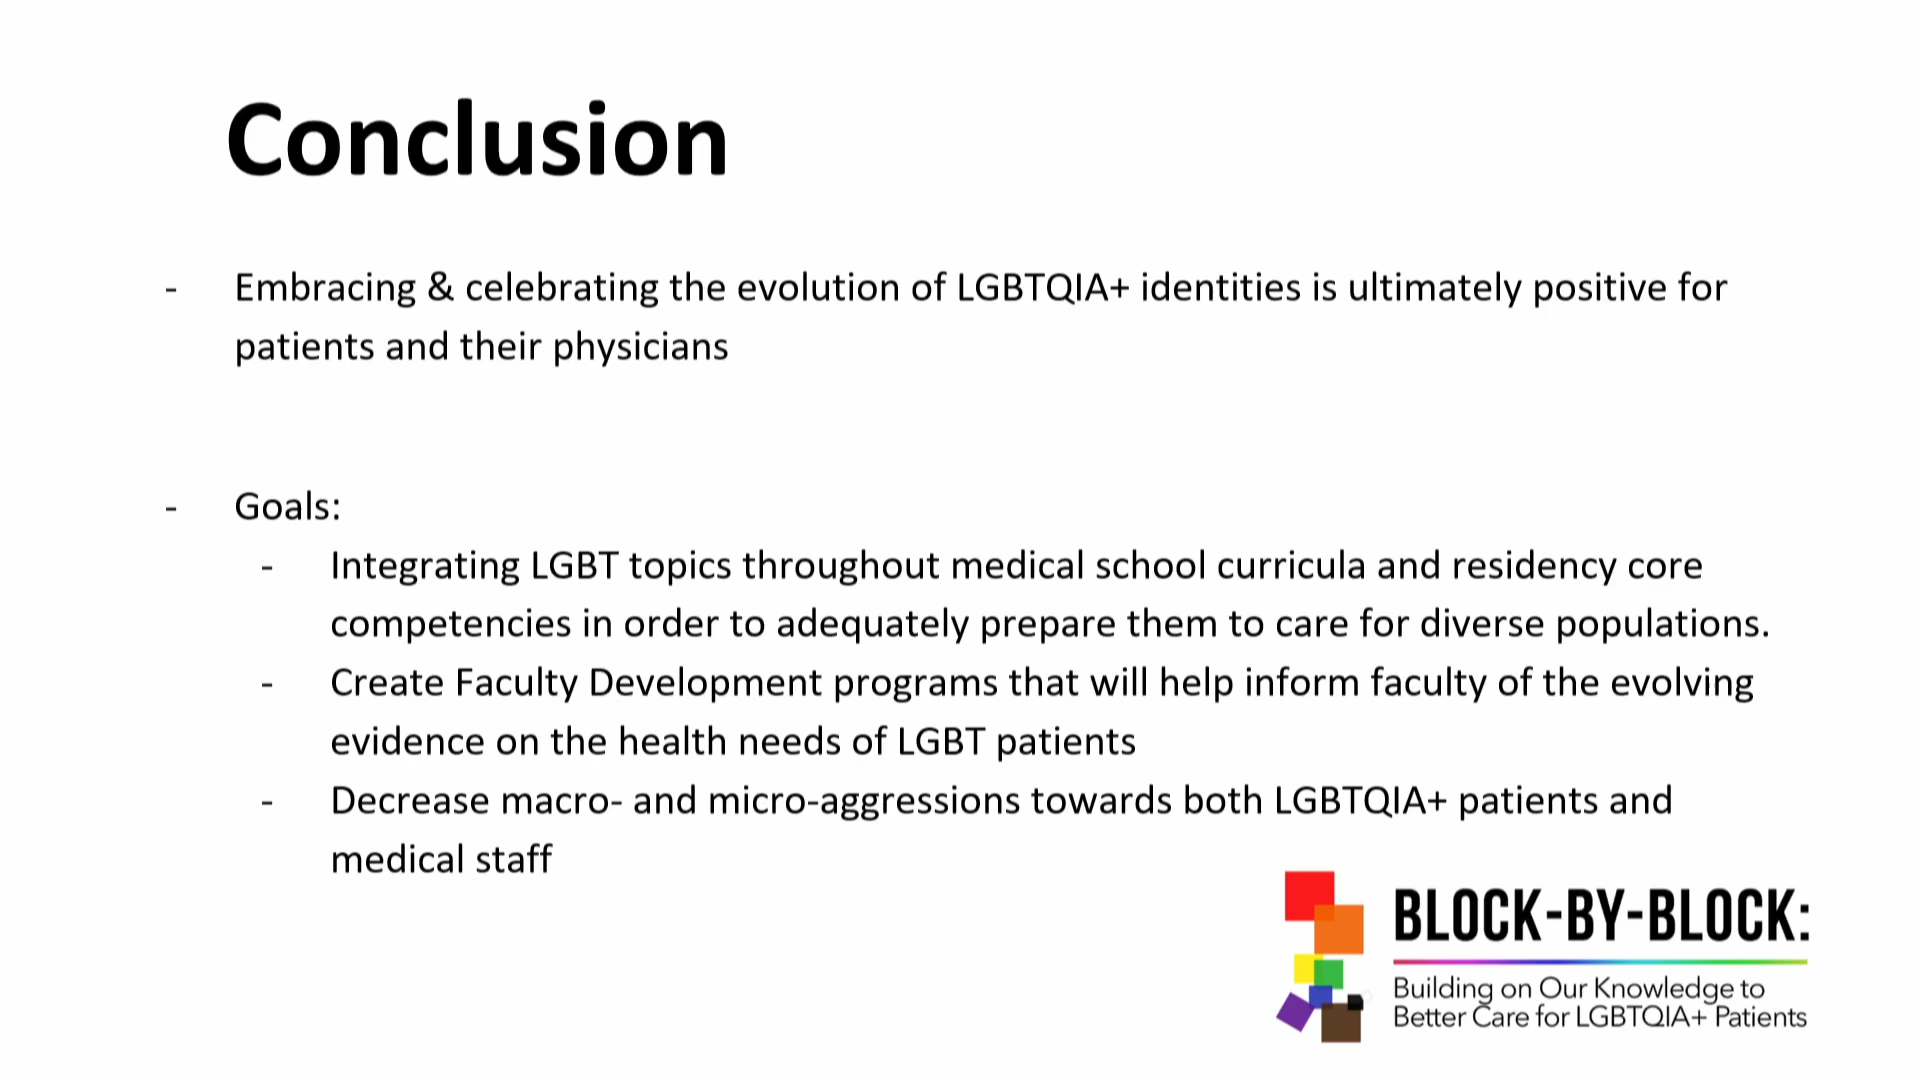 Conclusion
- Embracing & celebrating the evolution of LGBTQIA+ identities is ultimately positive for
patients and their physicians
- Goals:
- Integrating LGBT topics throughout medical school curricula and residency core
competencies in order to adequately prepare them to care for diverse populations.
- Create Faculty Development programs that will help inform faculty of the evolving
evidence on the health needs of LGBT patients
- Decrease macro- and micro-aggressions towards both LGBTQIA+ patients and
medical staff
BLOCK-BY-BLOCK:
Building on Our Knowledge to
Better Care for LGBTQIA+ Patients